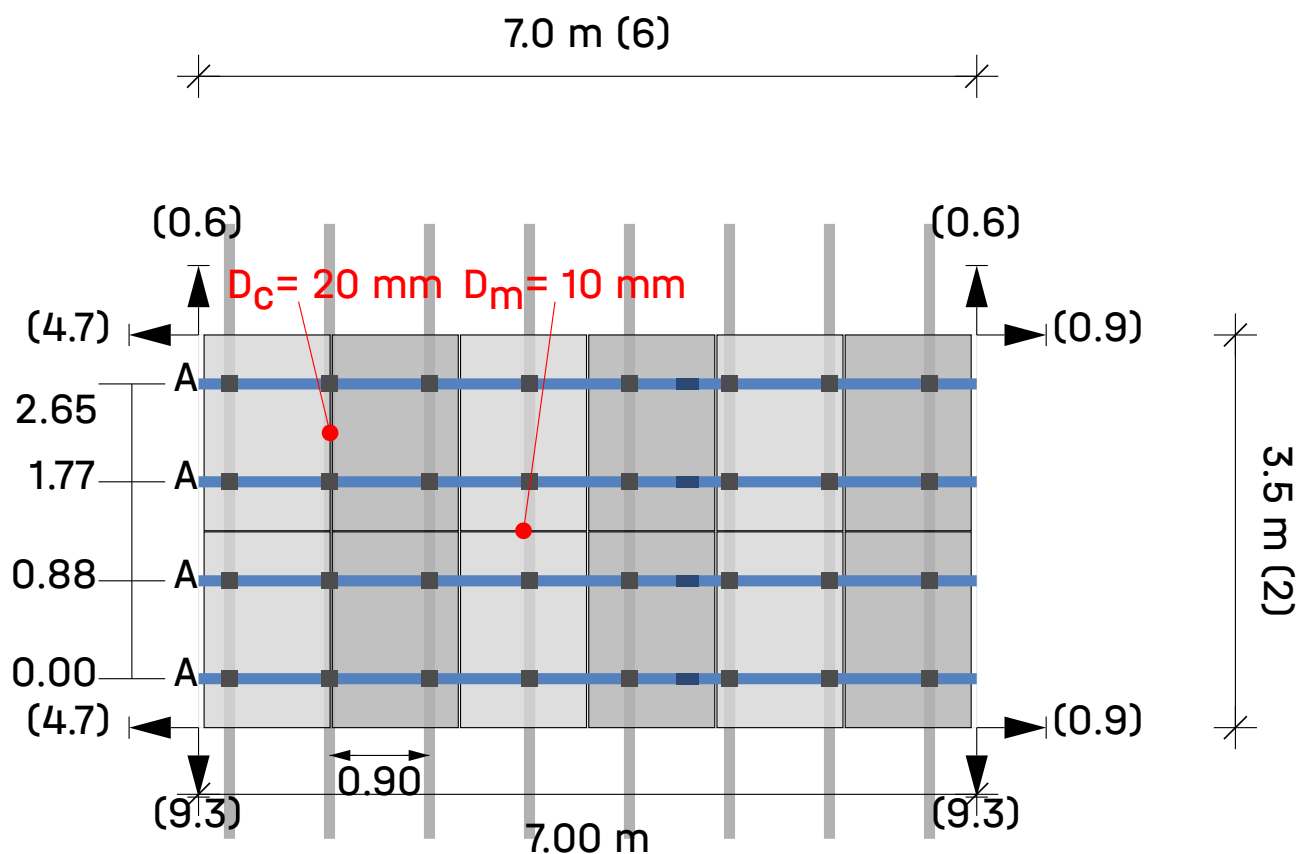 7.0 m (6)
(0.6) (0.6)
Dc= 20 mm Dm= 10 mm
(4.7) (0.9)
A
2.65
1.77 A
3.5 m (2)
0.88 A
0.00 A
(4.7) (0.9)
0.90
(9.3) (9.3)
7.00 m